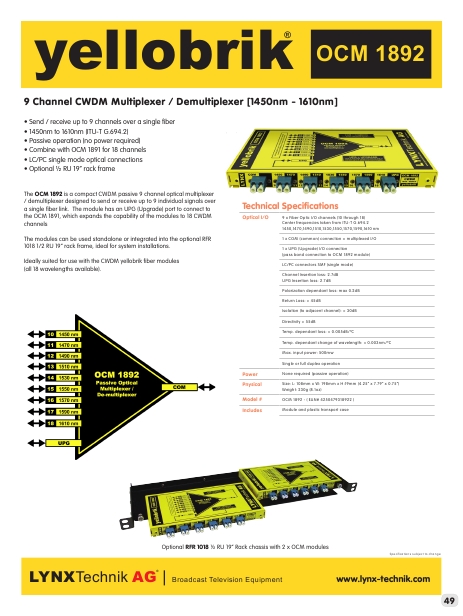 yellobrik®
OCM 1892
9 Channel CWDM Multiplexer / Demultiplexer [1450nm - 1610nm]
• Send / receive up to 9 channels over a single fiber
• 1450nm to 1610nm (ITU-T G.694.2)
• Passive operation (no power required)
• Combine with OCM 1891 for 18 channels
• LC/PC single mode optical connections
• Optional ½ RU 19" rack frame
The OCM 1892 is a compact CWDM passive 9 channel optical multiplexer
/ demultiplexer designed to send or receive up to 9 individual signals over
a single fiber link. The module has an UPG (Upgrade) port to connect to
the OCM 1891, which expands the capability of the modules to 18 CWDM
channels
The modules can be used standalone or integrated into the optional RFR
1018 1/2 RU 19" rack frame, ideal for system installations.
Ideally suited for use with the CWDM yellobrik fiber modules
(all 18 wavelengths available).
Technical Specifications
Optical I/O
9 x Fiber Optic I/O channels (10 through 18)
Center frequencies taken from ITU-T G.694.2
1450,1470,1490,1510,1530,1550,1570,1590,1610 nm
1 x COM (common) connection = multiplexed I/O
1 x UPG (Upgrade) I/O connection
(pass band connection to OCM 1892 module)
LC/PC connectors SMF (single mode)
Channel insertion loss: 2.7dB
UPG insertion loss: 2.7dB
Polarization dependant loss: max 0.2dB
Return Loss: > 45dB
Isolation (to adjacent channel): > 30dB
Directivity > 55dB
Temp. dependant loss: < 0.005dB/°C
Temp. dependant change of wavelength: < 0.002nm/°C
Max. input power: 500mw
Single or full duplex operation
Power
None required (passive operation)
Physical
Model #
Includes
Module and plastic transport case
10 1450 nm
11 1470 nm
12 1490 nm
13 1510 nm
14 1530 nm
15 1550 nm
16 1570 nm
17 1590 nm
18 1610 nm
UPG
OCM 1892
Passive Optical
Multiplexer /
De-multiplexer
COM
yellobrik
Optional RFR 1018 ½ RU 19" Rack chassis with 2 x OCM modules
LYNXTechnik AG®
Broadcast Television Equipment
www.lynx-technik.com
49